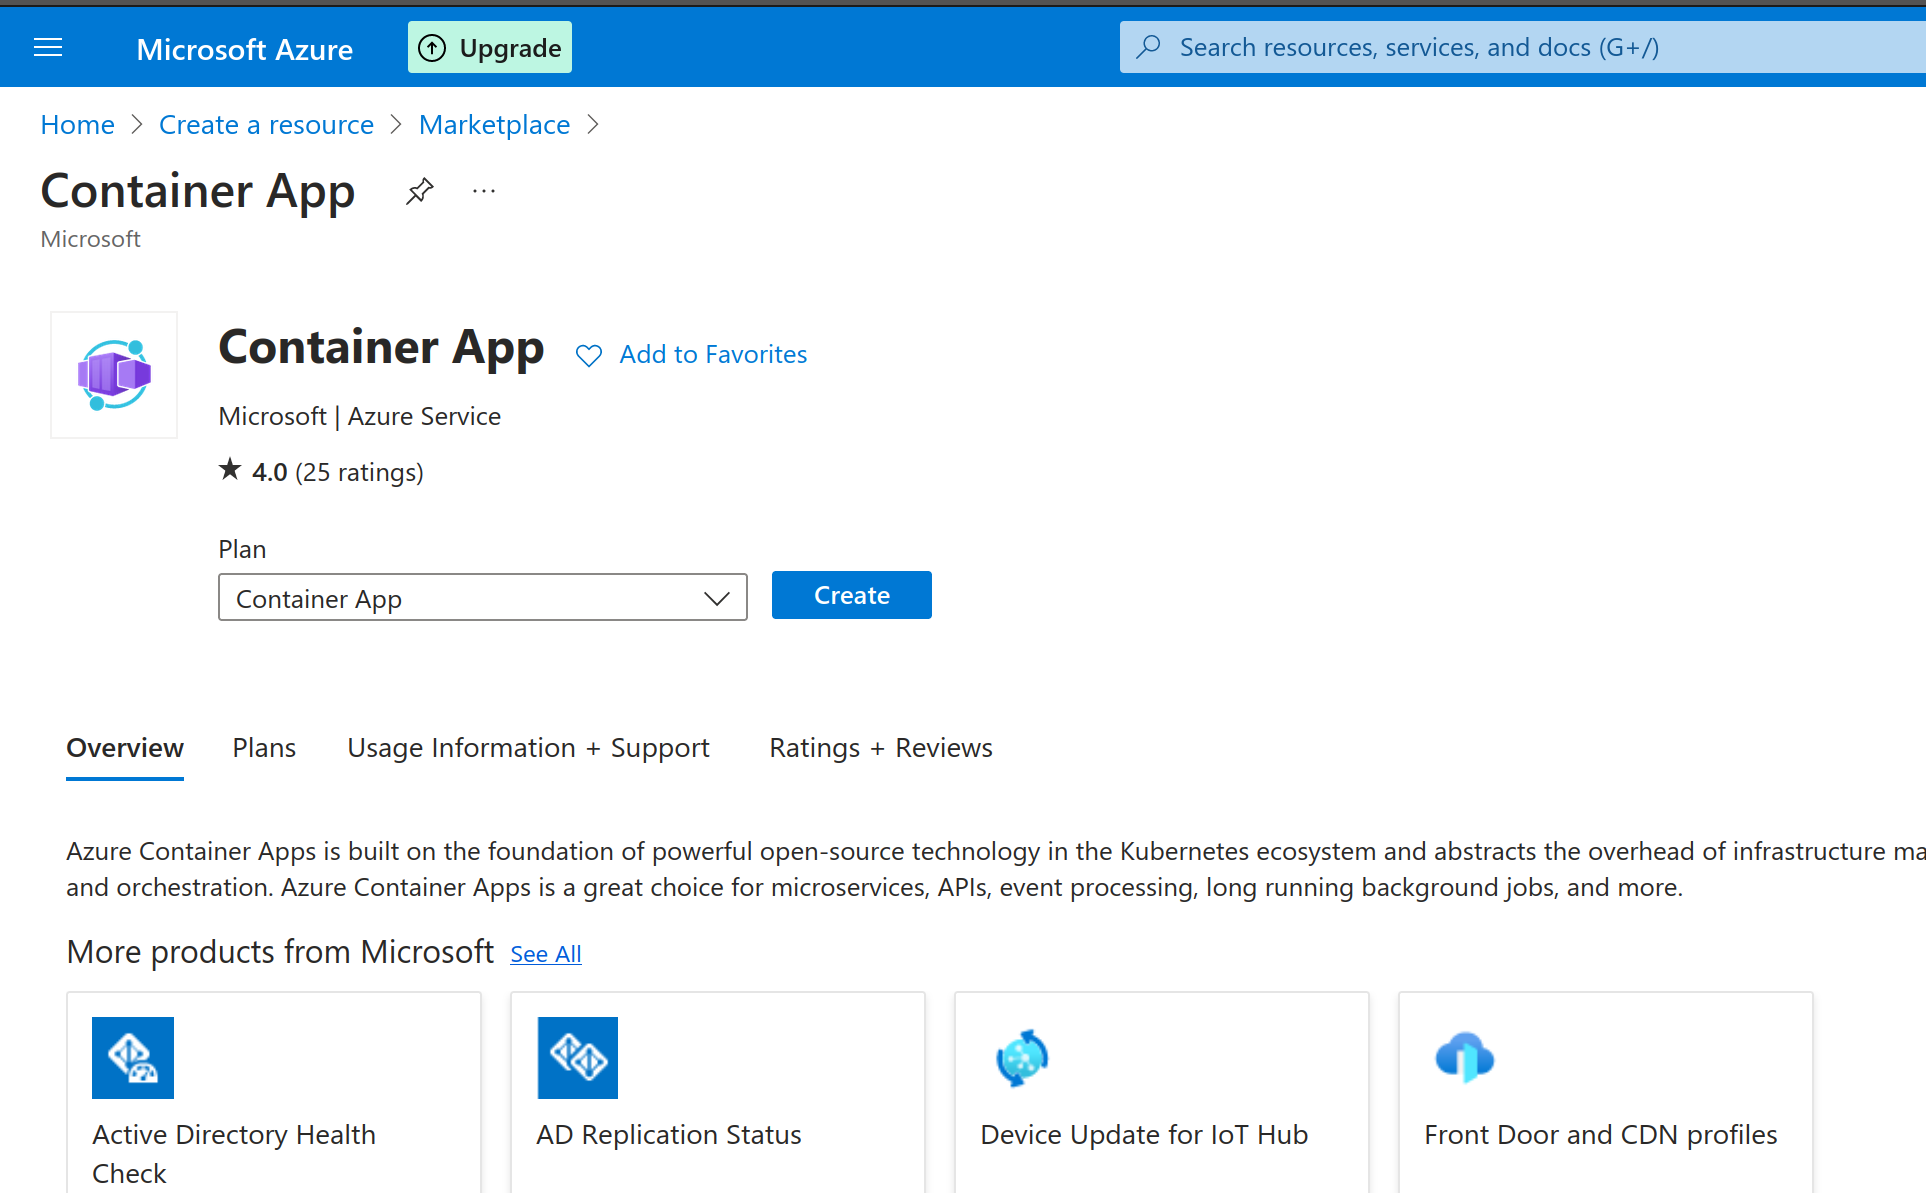 Microsoft Azure
Upgrade
Search resources, services, and docs (G+/)
Home > Create a resource > Marketplace >
Container App
...
Microsoft
Container App
Add to Favorites
Microsoft | Azure Service
★ 4.0 (25 ratings)
Plan
Container App
Create
Overview
Plans
Usage Information + Support
Ratings + Reviews
Azure Container Apps is built on the foundation of powerful open-source technology in the Kubernetes ecosystem and abstracts the overhead of infrastructure ma
and orchestration. Azure Container Apps is a great choice for microservices, APIs, event processing, long running background jobs, and more.
More products from Microsoft See All
Active Directory Health
Check
AD Replication Status
Device Update for IoT Hub
Front Door and CDN profiles